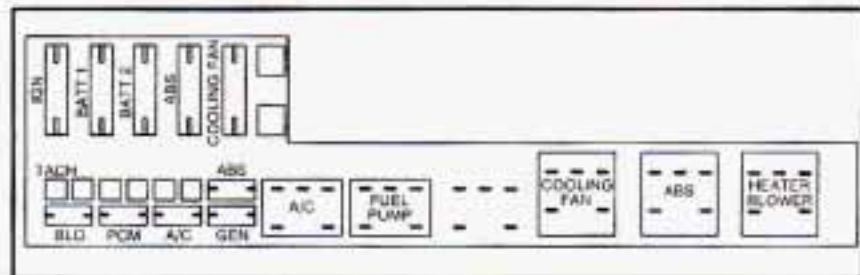 IGN
BATT 1
BATT 2
ABS
COOLING FAN
TACH
ABS
A/C
FUEL
PUMP
COOLING
FAN
ABS
HEATER
BLOWER
BLO
PCM
A/C
GEN